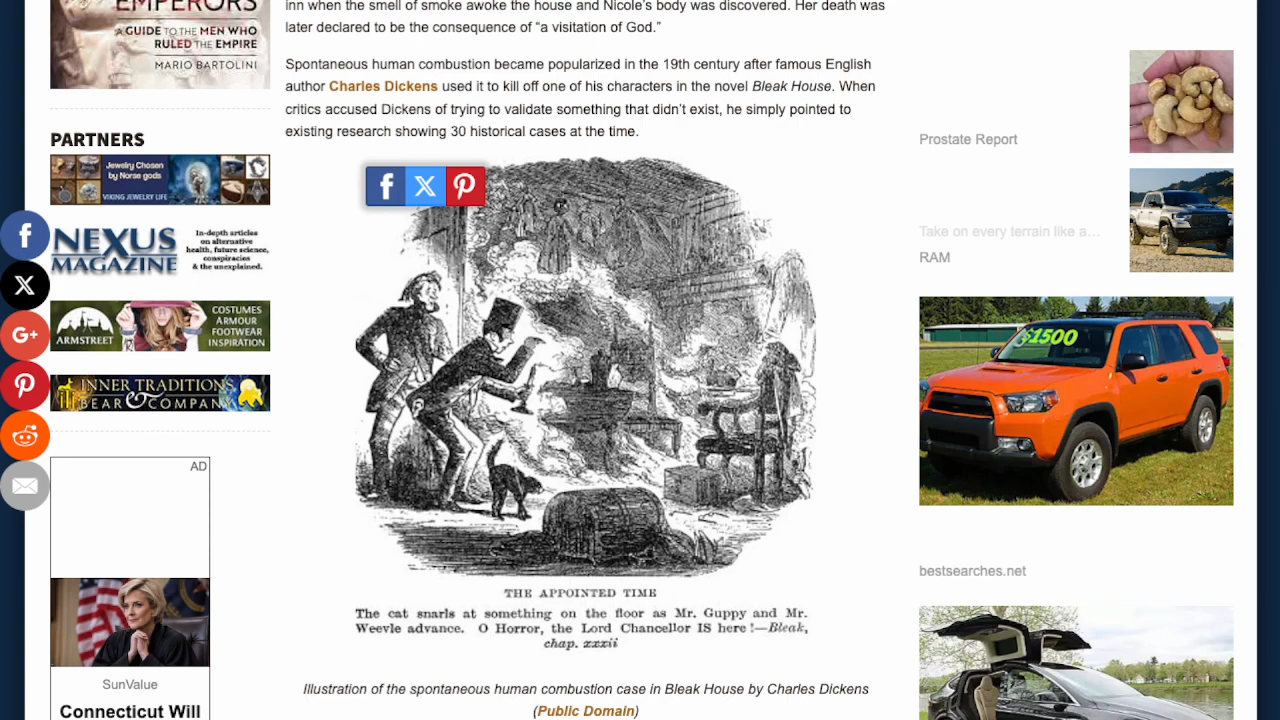 EMPERORS
A GUIDE TO THE MEN WHO
RULED THE EMPIRE
MARIO BARTOLINI
PARTNERS
Jewelry Chosen
by Norse gods
VIKING JEWELRY LIFE
NEXUS
MAGAZINE
In-depth articles
on alternative
health, future science,
conspiracies
& the unexplained.
ARMSTREET
COSTUMES
ARMOUR
FOOTWEAR
INSPIRATION
INNER TRADITIONS
BEAR & COMPANY
AD
SunValue
Connecticut Will
f
X
G+
inn when the smell of smoke awoke the house and Nicole's body was discovered. Her death was
later declared to be the consequence of “a visitation of God.”
Spontaneous human combustion became popularized in the 19th century after famous English
author Charles Dickens used it to kill off one of his characters in the novel Bleak House. When
critics accused Dickens of trying to validate something that didn’t exist, he simply pointed to
existing research showing 30 historical cases at the time.
f X
THE APPOINTED TIME
The cat snarls at something on the floor as Mr. Guppy and Mr.
Weevle advance. O Horror, the Lord Chancellor IS here !—Bleak,
chap. xxxii
Illustration of the spontaneous human combustion case in Bleak House by Charles Dickens
(Public Domain)
Prostate Report
Take on every terrain like a...
RAM
$1500
bestsearches.net